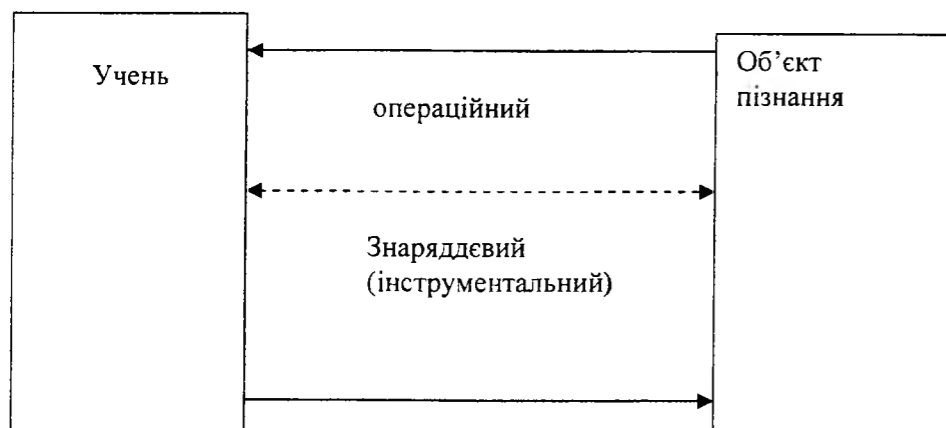 Учень
Об’єкт
пізнання
операційний
Знаряддєвий
(інструментальний)